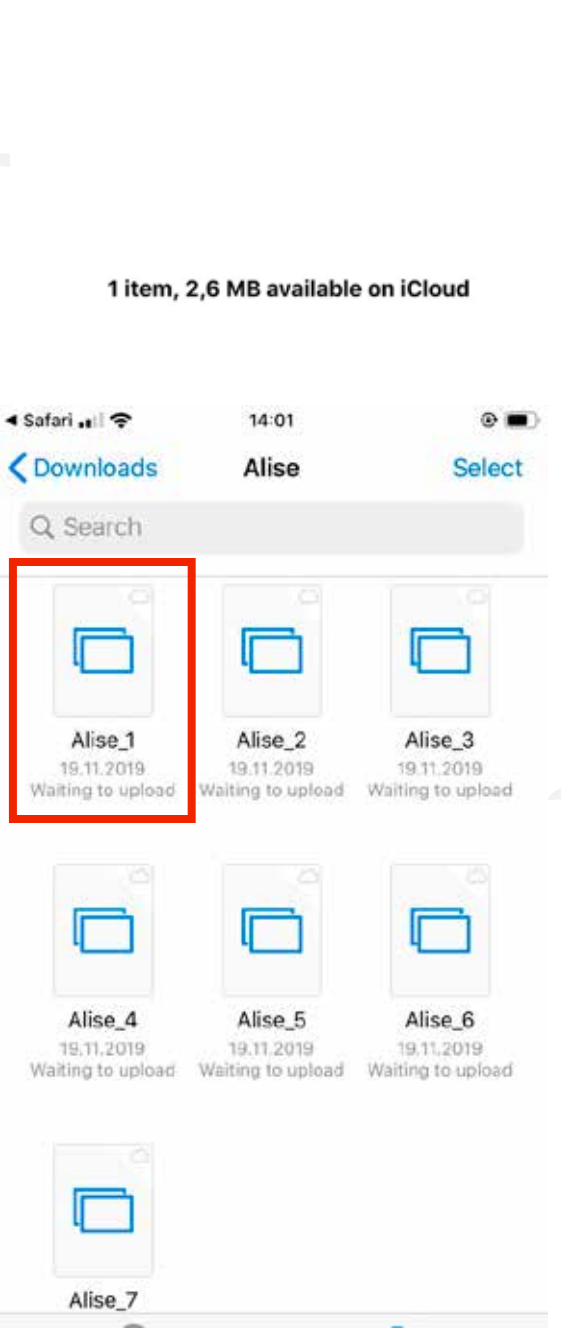 1 item, 2,6 MB available on iCloud
Safari 14:01
Downloads Alise Select
Search
Alise_1 Alise_2 Alise_3
19.11.2019 19.11.2019 19.11.2019
Waiting to upload Waiting to upload Waiting to upload
Alise_4 Alise_5 Alise_6
19.11.2019 19.11.2019 19.11.2019
Waiting to upload Waiting to upload Waiting to upload
Alise_7